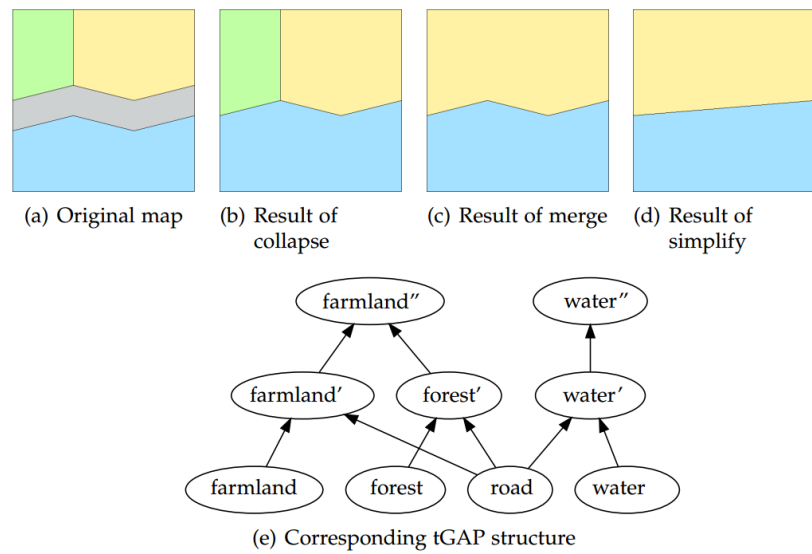 (a) Original map
(b) Result of
collapse
(c) Result of merge
(d) Result of
simplify
farmland″
water″
farmland'
forest'
water'
farmland
forest
road
water
(e) Corresponding tGAP structure